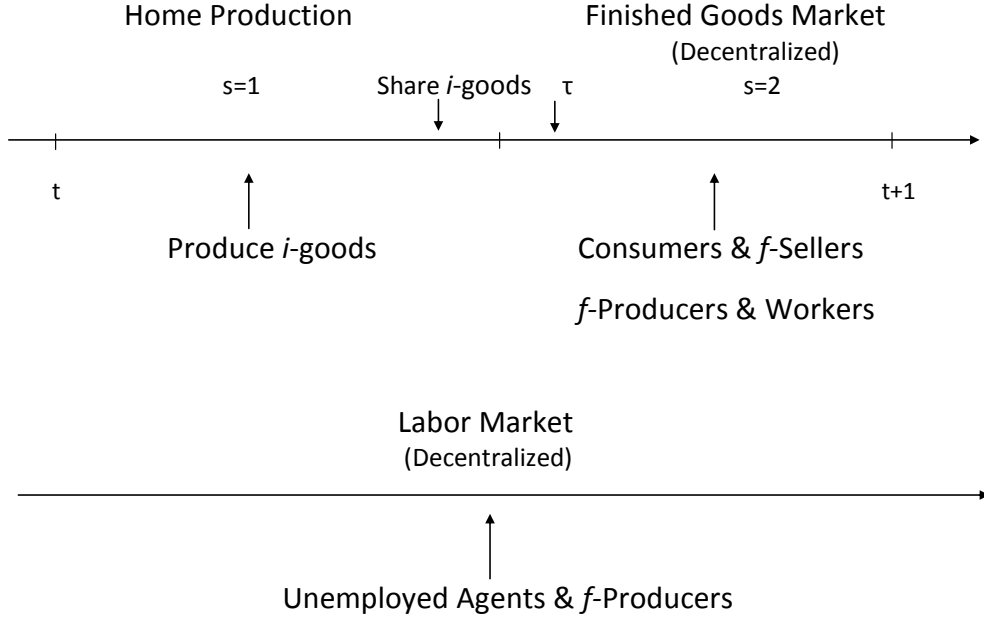 Home Production
Finished Goods Market
(Decentralized)
s=1
Share i-goods
τ
s=2
t
t+1
Produce i-goods
Consumers & f-Sellers
f-Producers & Workers
Labor Market
(Decentralized)
Unemployed Agents & f-Producers